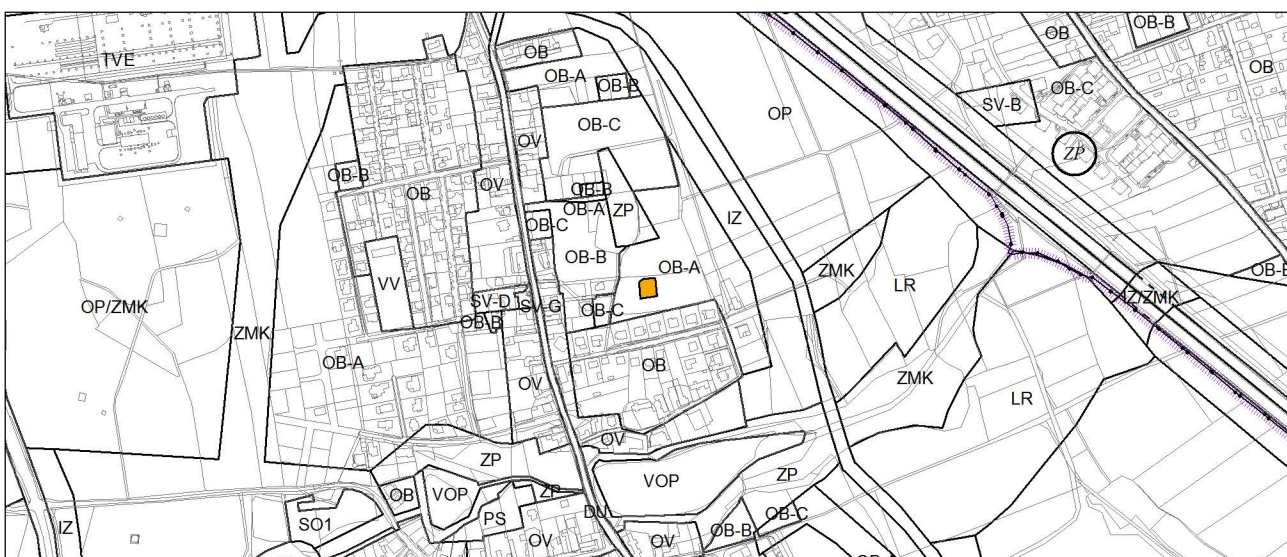 OB
OB-B
OB
TVE
OB-A
OB-B
SV-B
OB-C
OB
OP
OB-C
OV
ZP
OB-B
OB
OV
OB-B
OB-A
ZP
IZ
OB-C
OB-B
OB-A
ZMK
LR
OB-B
VV
SV-D
SV-G
OB-C
IZ/ZMK
OP/ZMK
ZMK
OB-B
OB-A
OV
OB
ZMK
LR
OV
ZP
VOP
ZP
OB
VOP
ZP
PS
DU
OB-C
IZ
SO1
OV
OV
OB-B